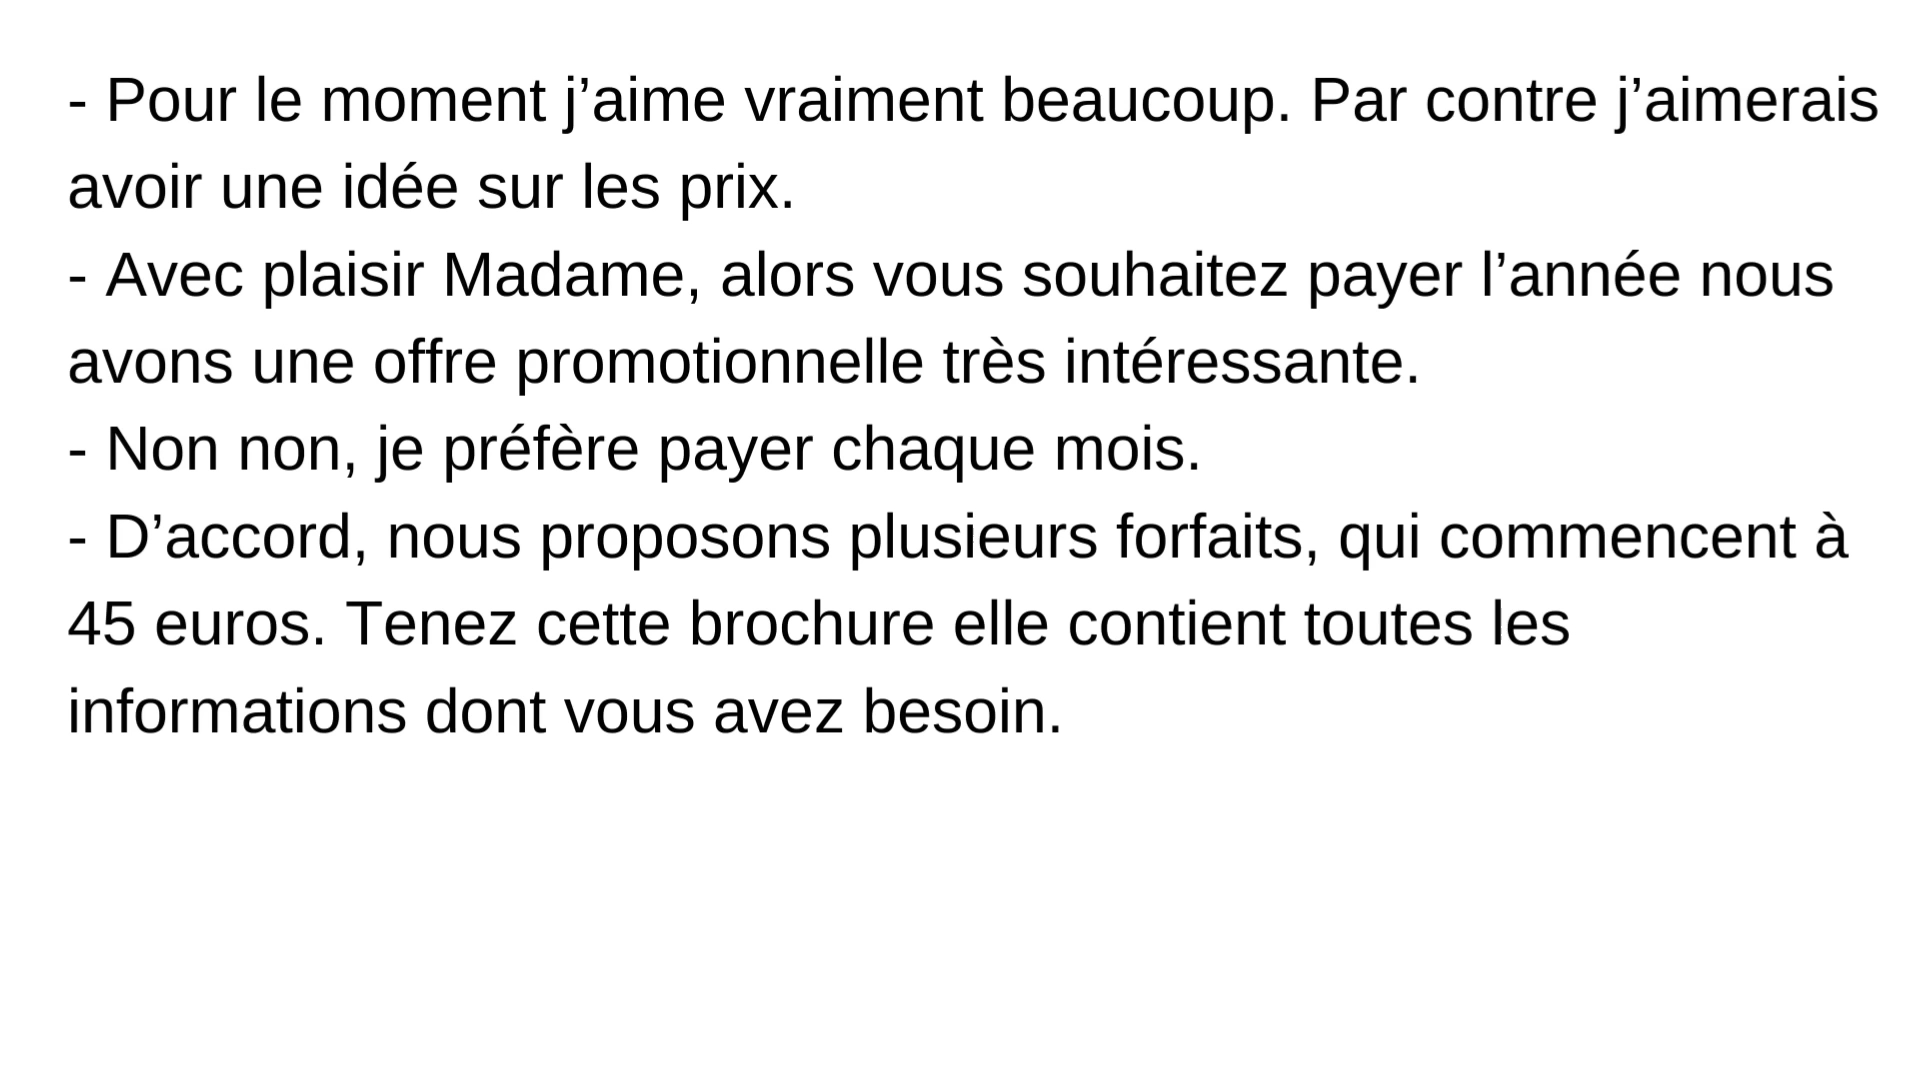 - Pour le moment j’aime vraiment beaucoup. Par contre j’aimerais
avoir une idée sur les prix.
- Avec plaisir Madame, alors vous souhaitez payer l’année nous
avons une offre promotionnelle très intéressante.
- Non non, je préfère payer chaque mois.
- D’accord, nous proposons plusieurs forfaits, qui commencent à
45 euros. Tenez cette brochure elle contient toutes les
informations dont vous avez besoin.